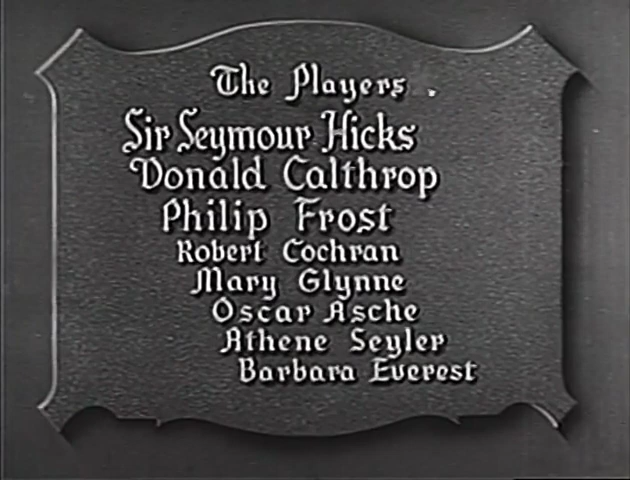 The Players.
Sir Seymour Hicks
Donald Calthrop
Philip Frost
Robert Cochran
Mary Glynne
Oscar Asche
Athene Seyler
Barbara Everest